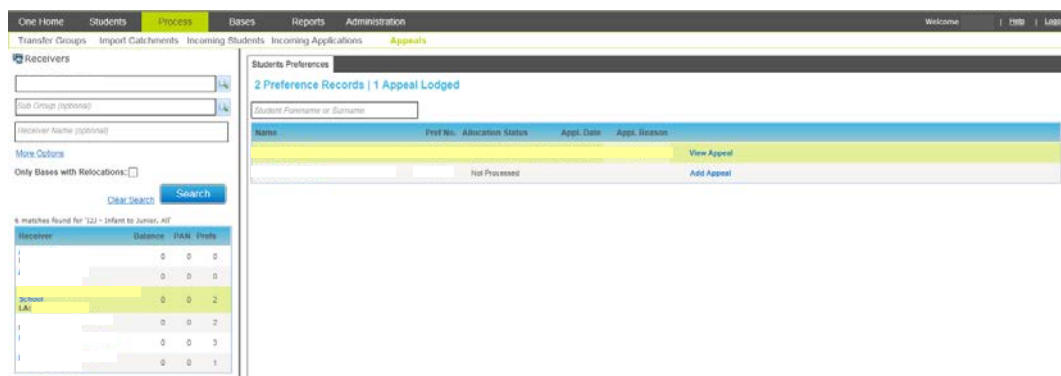 One Home Students Process Bases Reports Administration Welcome | Help | Logo
Transfer Groups Import Catchments Incoming Students Incoming Applications Appeals
Receivers
Sub Group (optional)
Receiver Name (optional)
More Options
Only Bases with Relocations:
Clear Search Search
6 matches found for '12J - Infant to Junior, All'
Receiver Balance PAN Prefs
0 0 0
0 0 0
School 0 0 2
LA
0 0 2
0 0 3
0 0 1
Students Preferences
2 Preference Records | 1 Appeal Lodged
Student Forename or Surname
Name Pref No. Allocation Status Appl. Date Appl. Reason
View Appeal
Not Processed Add Appeal